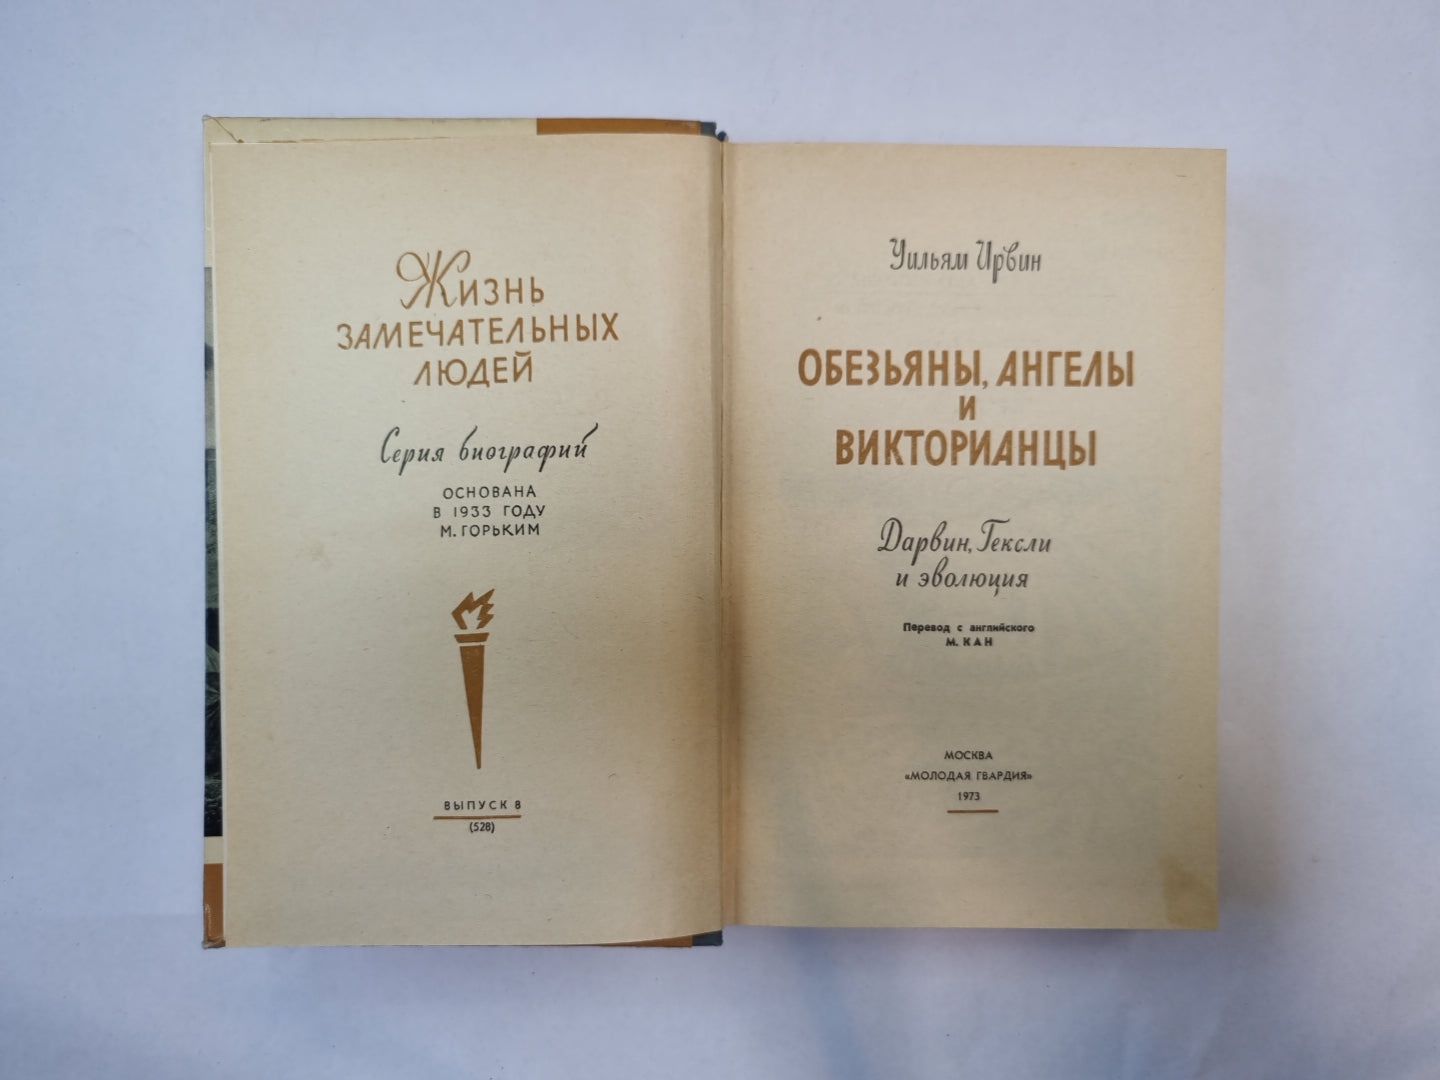 Жизнь
ЗАМЕЧАТЕЛЬНЫХ
ЛЮДЕЙ
Серия биографий
ОСНОВАНА
В 1933 ГОДУ
М. ГОРЬКИМ
ВЫПУСК 8
(528)
Уильям Ирвин
ОБЕЗЬЯНЫ, АНГЕЛЫ
И
ВИКТОРИАНЦЫ
Дарвин, Гексли
и эволюция
Перевод с английского
М. КАН
МОСКВА
«МОЛОДАЯ ГВАРДИЯ»
1973